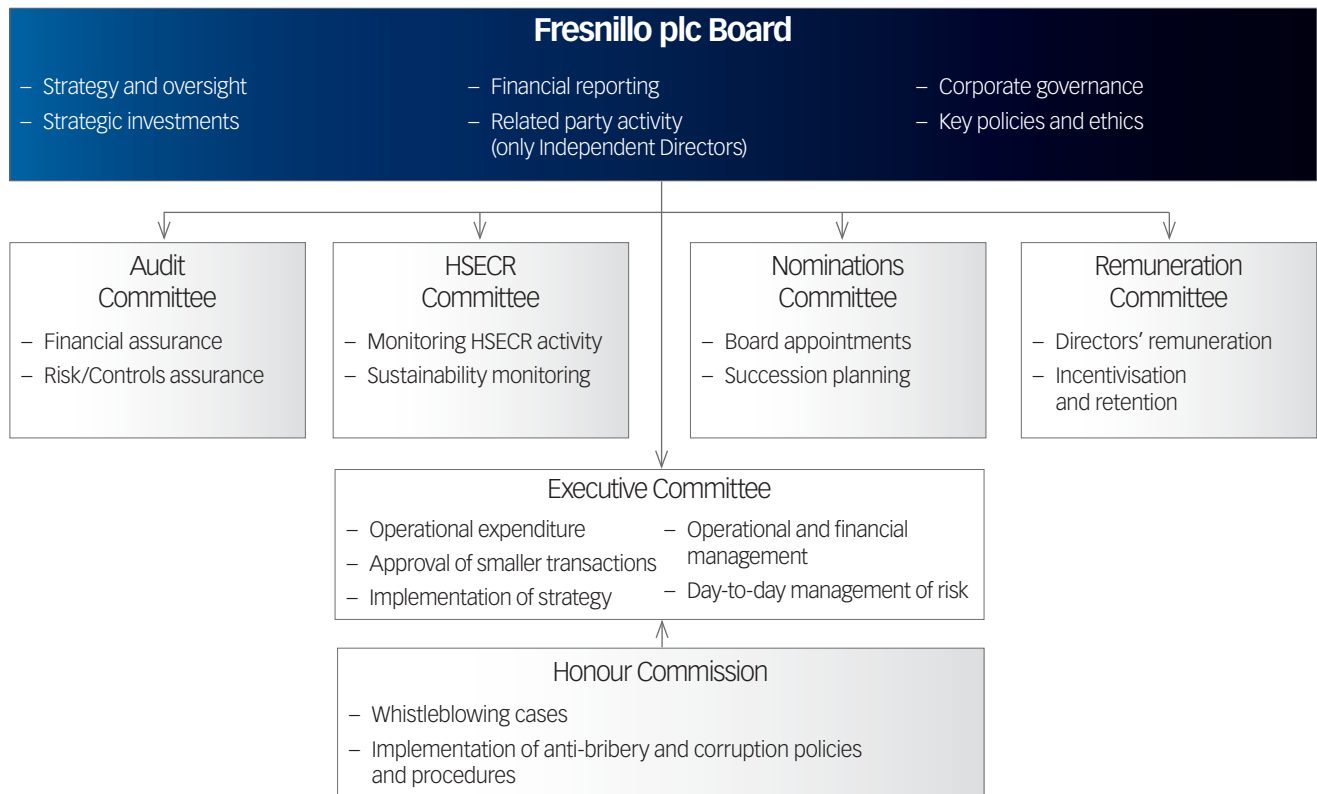 Fresnillo plc Board
– Strategy and oversight
– Strategic investments
– Financial reporting
– Related party activity
(only Independent Directors)
– Corporate governance
– Key policies and ethics
Audit
Committee
– Financial assurance
– Risk/Controls assurance
HSECR
Committee
– Monitoring HSECR activity
– Sustainability monitoring
Nominations
Committee
– Board appointments
– Succession planning
Remuneration
Committee
– Directors’ remuneration
– Incentivisation
and retention
Executive Committee
– Operational expenditure
– Approval of smaller transactions
– Implementation of strategy
– Operational and financial
management
– Day-to-day management of risk
Honour Commission
– Whistleblowing cases
– Implementation of anti-bribery and corruption policies
and procedures